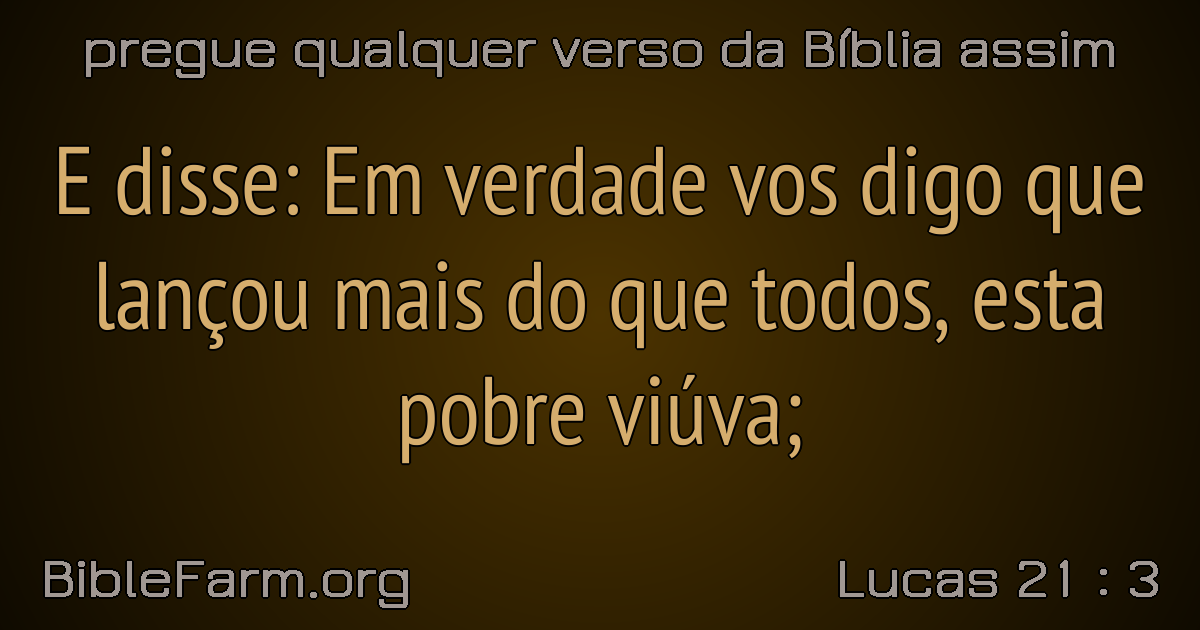 pregue qualquer verso da Bíblia assim
E disse: Em verdade vos digo que
lançou mais do que todos, esta
pobre viúva;
BibleFarm.org
Lucas 21 : 3